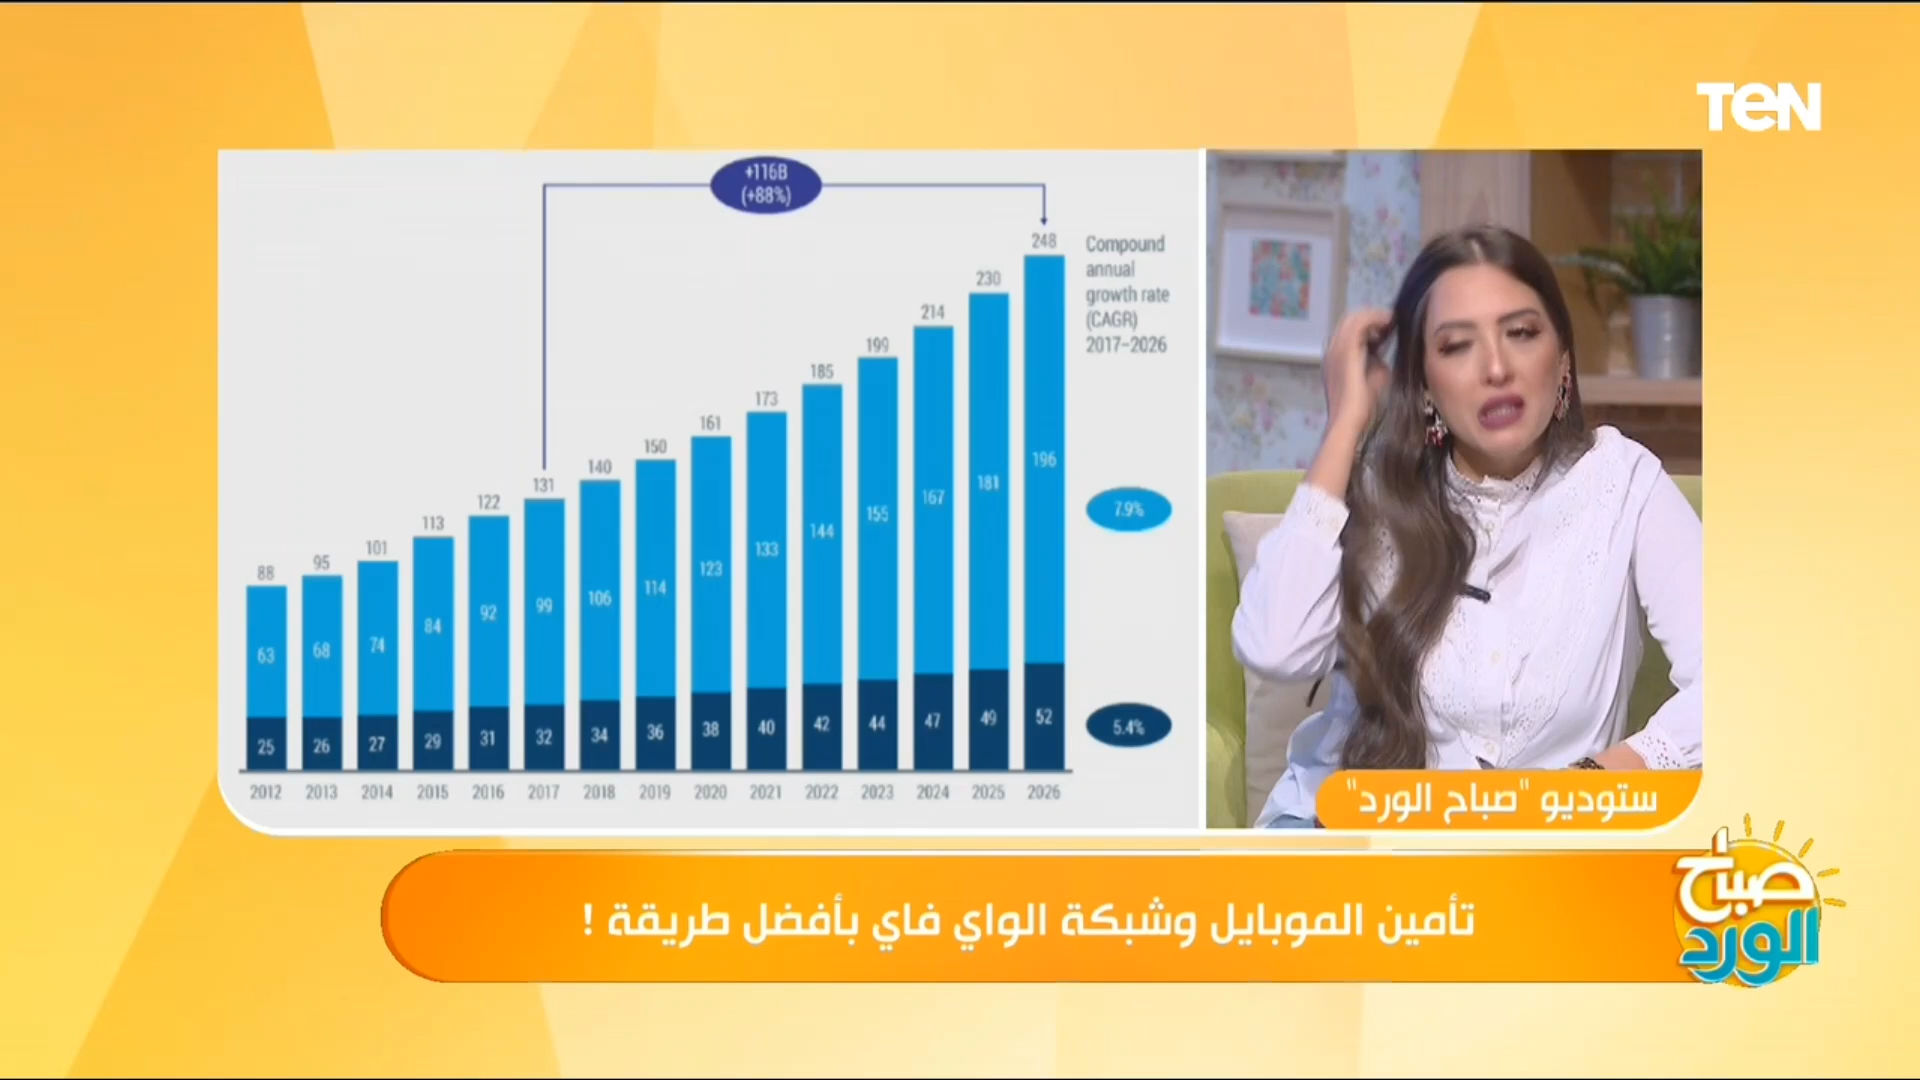 TEN
+116B
(+88%)
Compound
annual
growth rate
(CAGR)
2017–2026
88 95 101 113 122 131 140 150 161 173 185 199 214 230 248
63 68 74 84 92 99 106 114 123 133 144 155 167 181 196
7.9%
25 26 27 29 31 32 34 36 38 40 42 44 47 49 52
5.4%
2012 2013 2014 2015 2016 2017 2018 2019 2020 2021 2022 2023 2024 2025 2026
ستوديو "صباح الورد"
تأمين الموبايل وشبكة الواي فاي بأفضل طريقة !
صباح
الورد